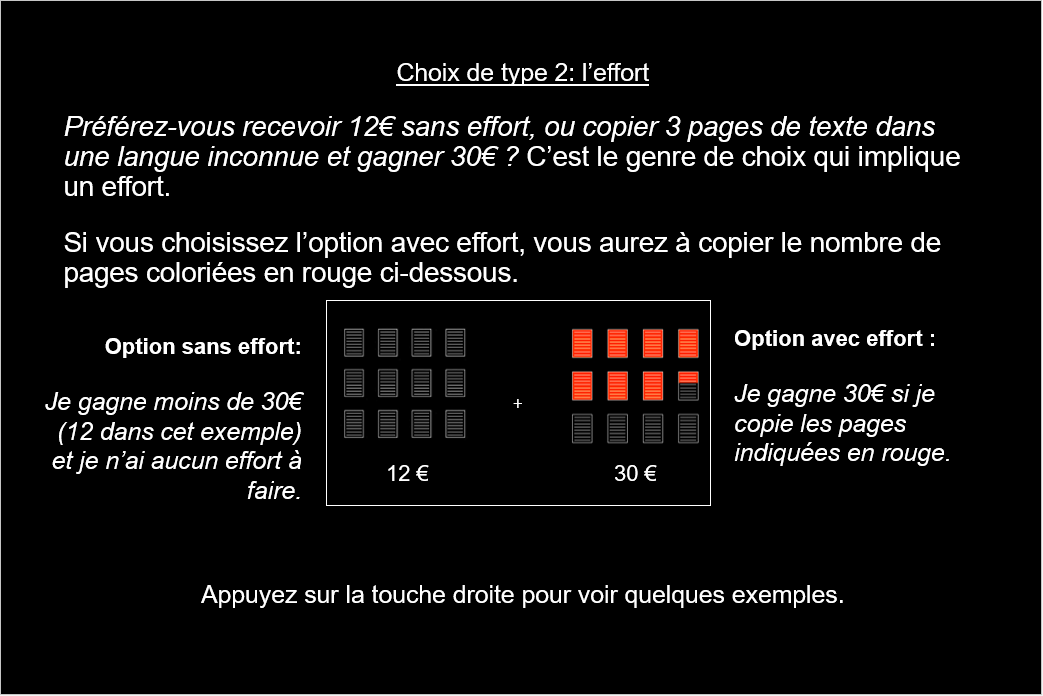 Choix de type 2: l’effort
Préférez-vous recevoir 12€ sans effort, ou copier 3 pages de texte dans
une langue inconnue et gagner 30€ ? C’est le genre de choix qui implique
un effort.
Si vous choisissez l’option avec effort, vous aurez à copier le nombre de
pages coloriées en rouge ci-dessous.
Option sans effort:
Je gagne moins de 30€
(12 dans cet exemple)
et je n’ai aucun effort à
faire.
+
12 €
30 €
Option avec effort :
Je gagne 30€ si je
copie les pages
indiquées en rouge.
Appuyez sur la touche droite pour voir quelques exemples.